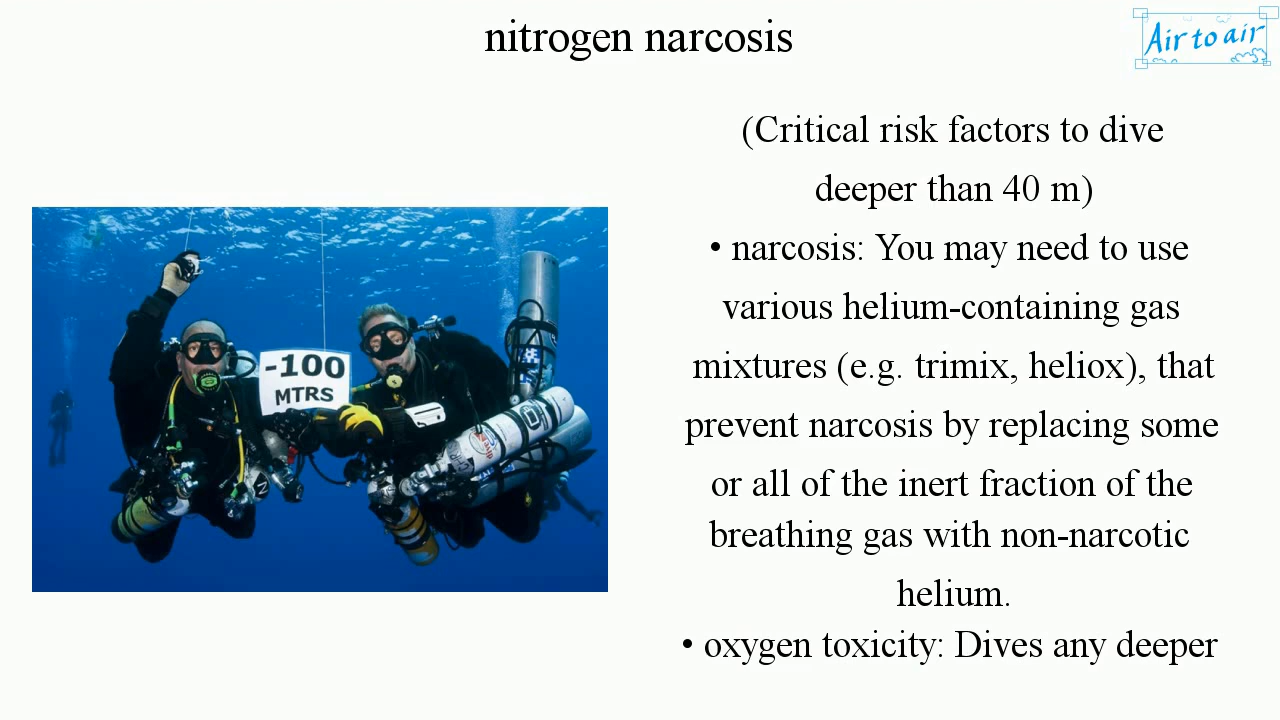 nitrogen narcosis
Air to air
(Critical risk factors to dive
deeper than 40 m)
• narcosis: You may need to use
various helium-containing gas
mixtures (e.g. trimix, heliox), that
prevent narcosis by replacing some
or all of the inert fraction of the
breathing gas with non-narcotic
helium.
• oxygen toxicity: Dives any deeper
-100
MTRS